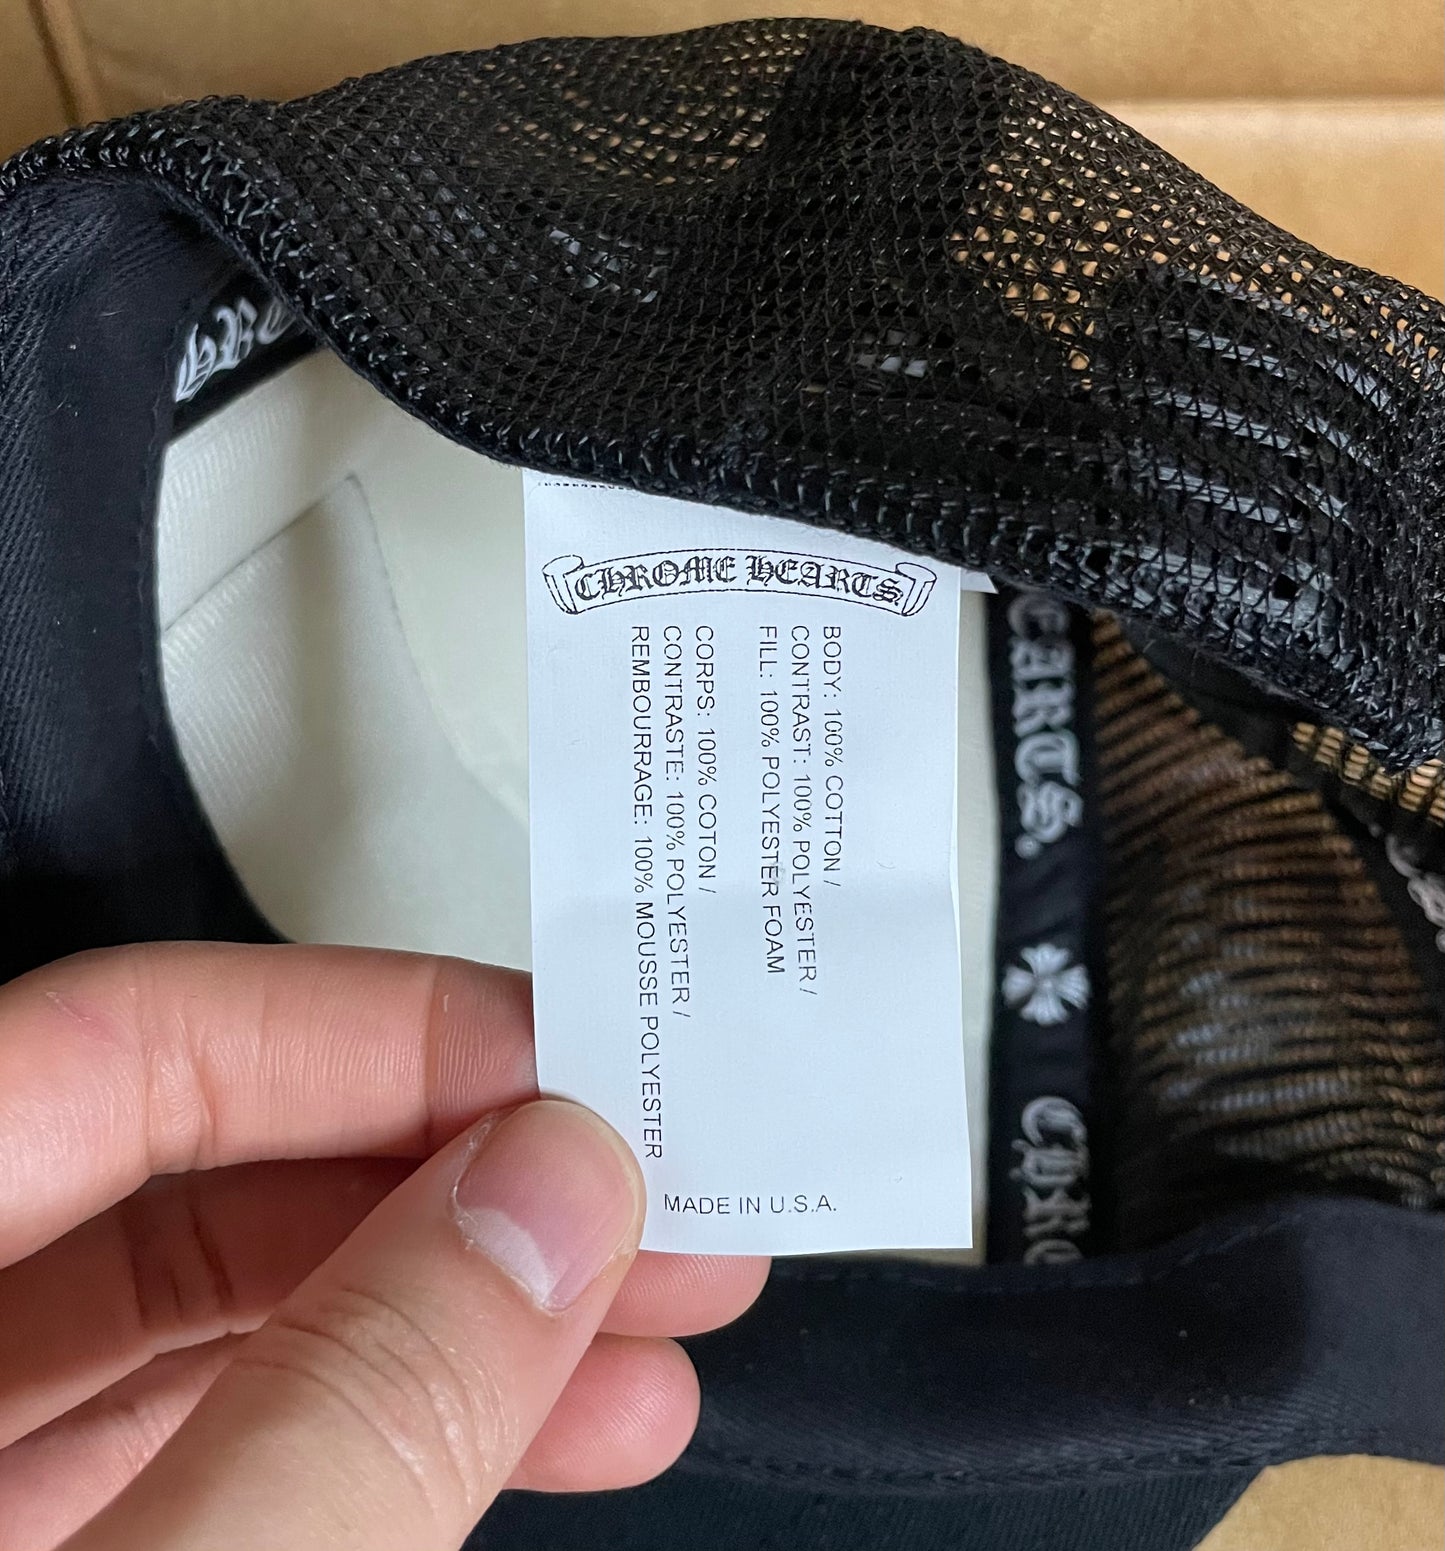 CHROME HEARTS
BODY: 100% COTTON /
CONTRAST: 100% POLYESTER /
FILL: 100% POLYESTER FOAM
CORPS: 100% COTON /
CONTRASTE: 100% POLYESTER /
REMBOURRAGE: 100% MOUSSE POLYESTER
MADE IN U.S.A.
HEARTS.